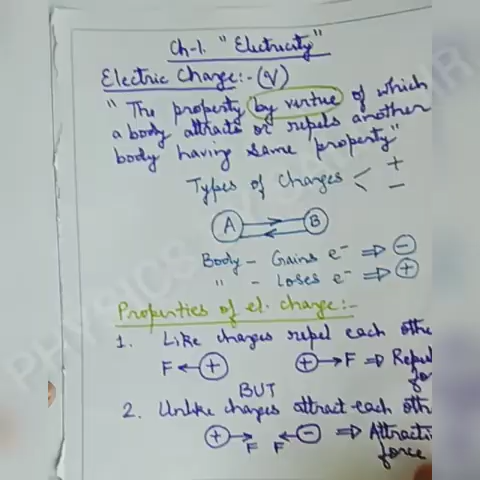 Ch-1. "Electricity"
Electric Charge:- (V)
"The property by virtue of which
a body attracts or repels another
body having same property"
Types of Charges < +
< -
A B
Body - Gains e⁻ ⇒ ⊖
" - Loses e⁻ ⇒ ⊕
Properties of el. charge:-
1. Like charges repel each othe
F ← ⊕ ⊕ → F ⇒ Repul
fo
BUT
2. Unlike charges attract each oth
⊕ → F F ← ⊖ ⇒ Attracti
force